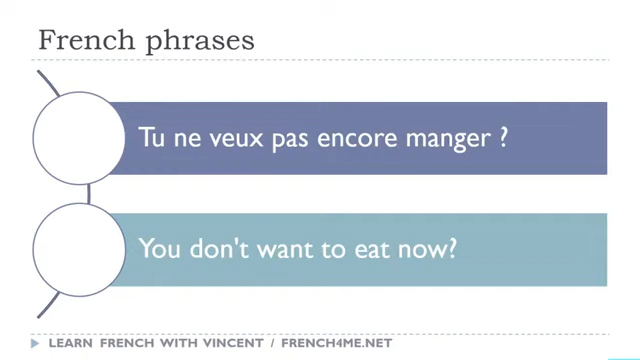 French phrases
Tu ne veux pas encore manger ?
You don't want to eat now?
LEARN FRENCH WITH VINCENT / FRENCH4ME.NET